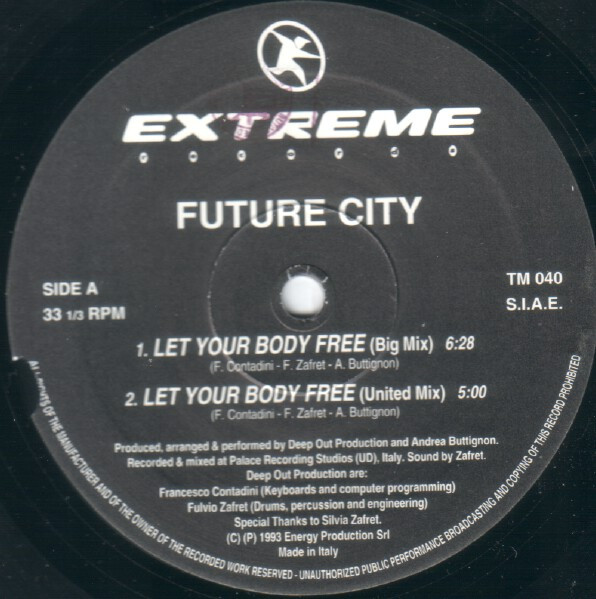 EXTREME
RECORDS
FUTURE CITY
SIDE A
33 1/3 RPM
TM 040
S.I.A.E.
1. LET YOUR BODY FREE (Big Mix) 6:28
(F. Contadini - F. Zafret - A. Buttignon)
2. LET YOUR BODY FREE (United Mix) 5:00
(F. Contadini - F. Zafret - A. Buttignon)
Produced, arranged & performed by Deep Out Production and Andrea Buttignon.
Recorded & mixed at Palace Recording Studios (UD), Italy. Sound by Zafret.
Deep Out Production are:
Francesco Contadini (Keyboards and computer programming)
Fulvio Zafret (Drums, percussion and engineering)
Special Thanks to Silvia Zafret.
(C) (P) 1993 Energy Production Srl
Made in Italy
ALL RIGHTS OF THE MANUFACTURER AND OF THE OWNER OF THE RECORDED WORK RESERVED - UNAUTHORIZED PUBLIC PERFORMANCE BROADCASTING AND COPYING OF THIS RECORD PROHIBITED